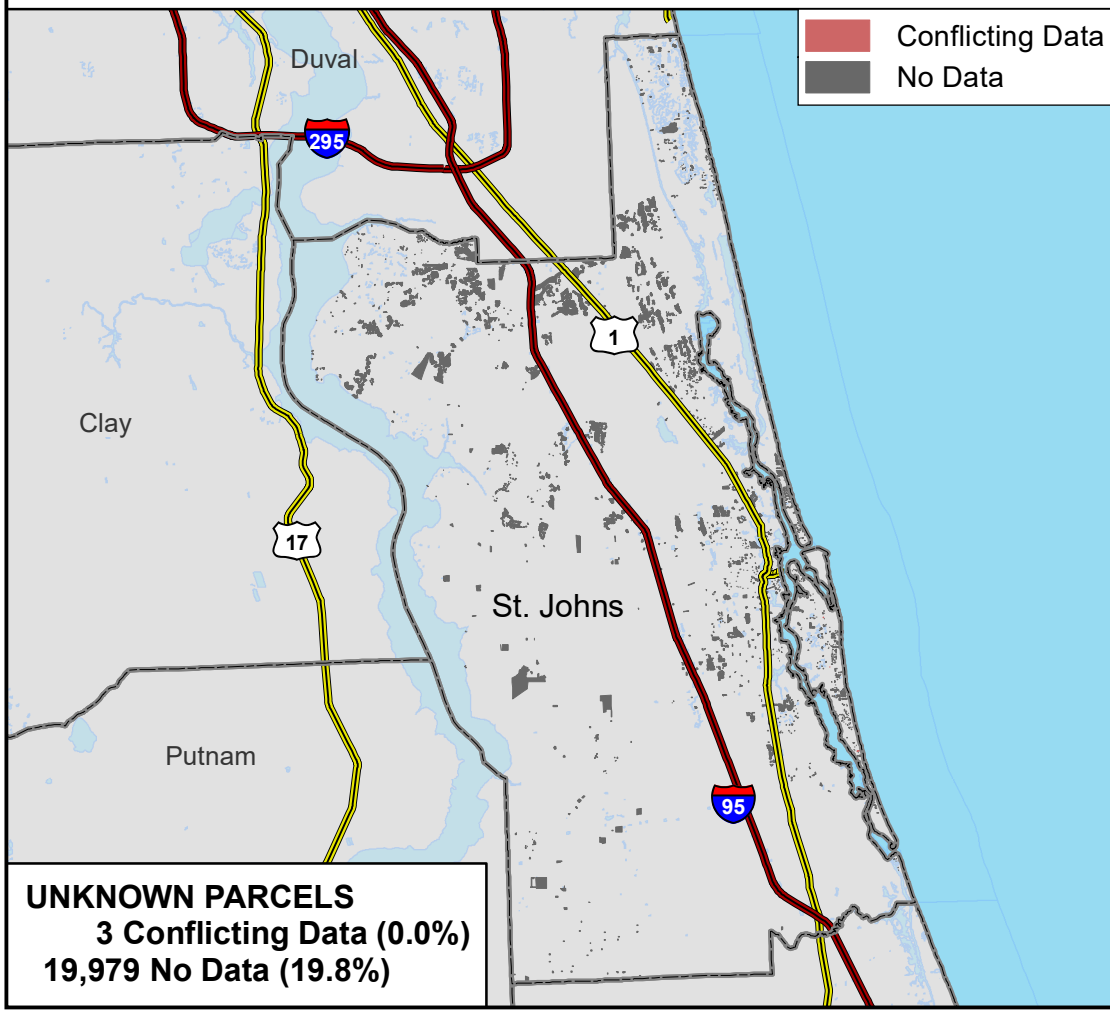 Conflicting Data
No Data
Duval
295
1
Clay
17
St. Johns
Putnam
95
UNKNOWN PARCELS
3 Conflicting Data (0.0%)
19,979 No Data (19.8%)